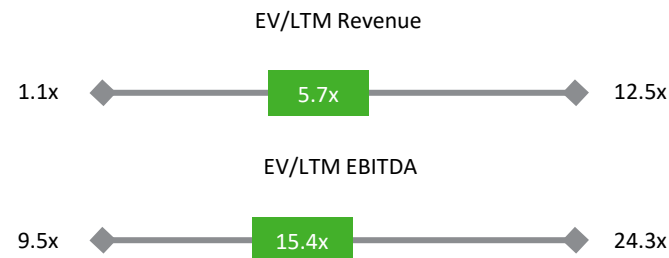 EV/LTM Revenue
1.1x 5.7x 12.5x
EV/LTM EBITDA
9.5x 15.4x 24.3x